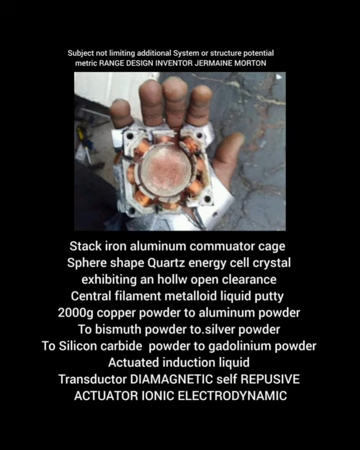 Subject not limiting additional System or structure potential
metric RANGE DESIGN INVENTOR JERMAINE MORTON
Stack iron aluminum commuator cage
Sphere shape Quartz energy cell crystal
exhibiting an hollw open clearance
Central filament metalloid liquid putty
2000g copper powder to aluminum powder
To bismuth powder to.silver powder
To Silicon carbide powder to gadolinium powder
Actuated induction liquid
Transductor DIAMAGNETIC self REPUSIVE
ACTUATOR IONIC ELECTRODYNAMIC